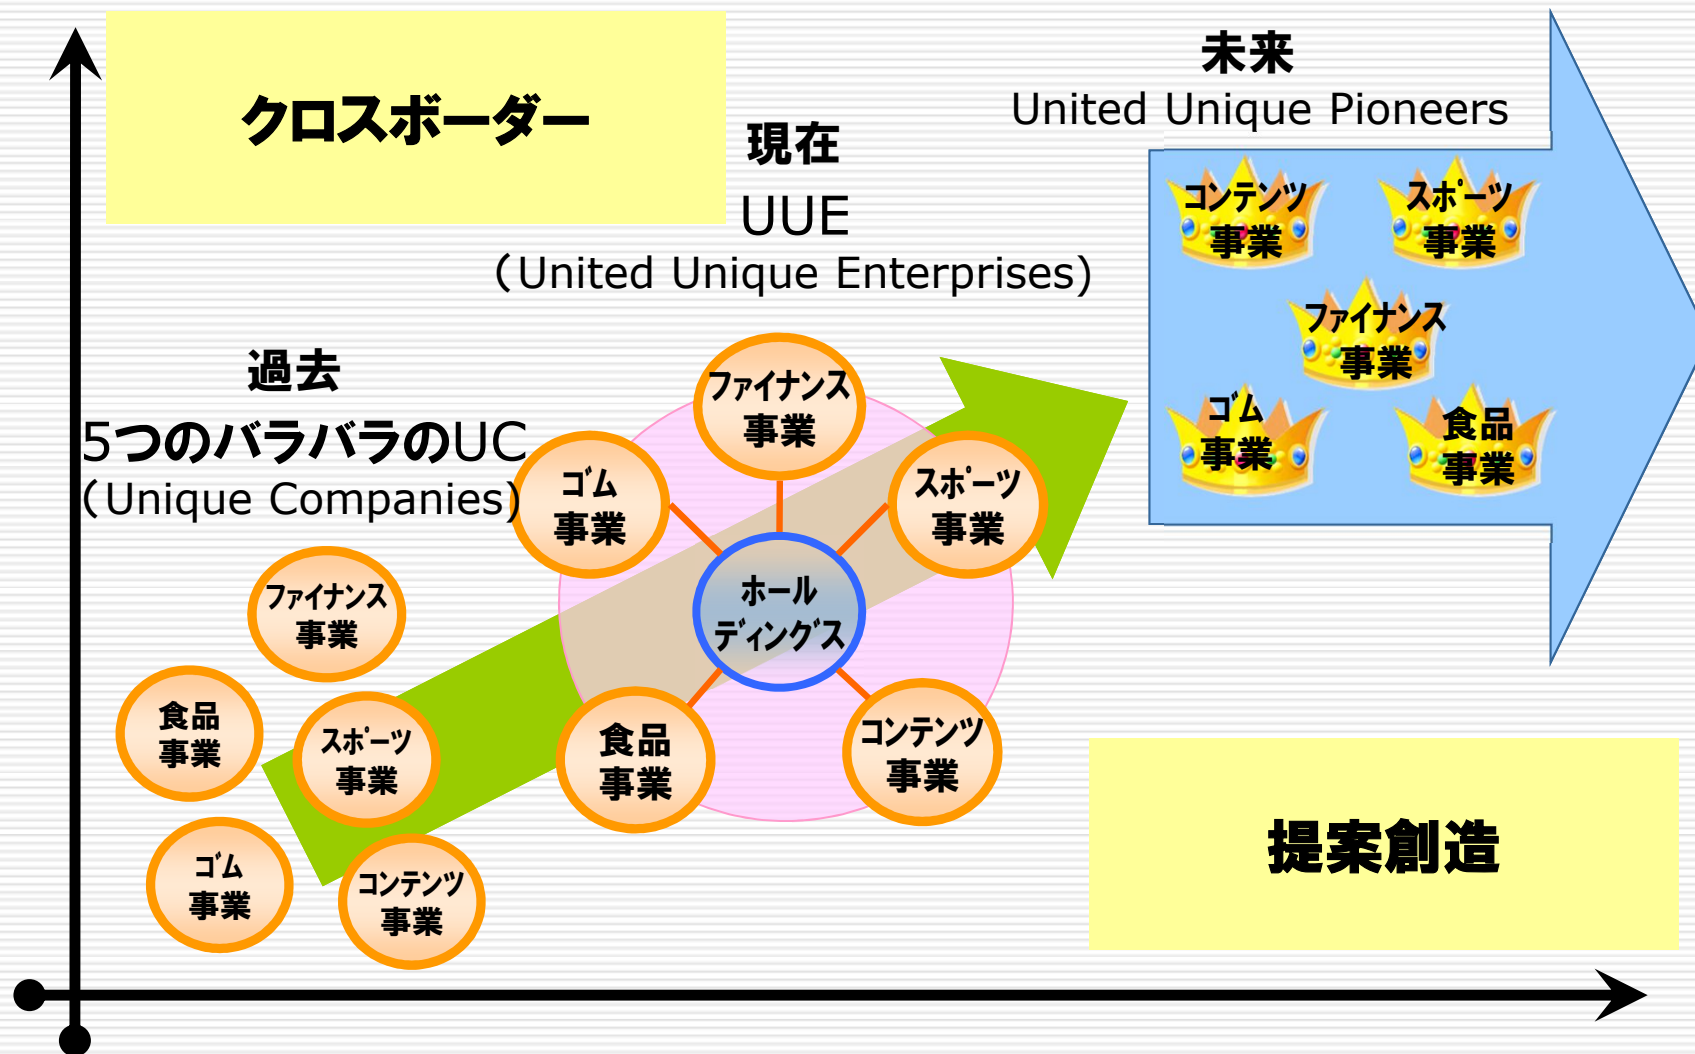 クロスボーダー
未来
United Unique Pioneers
現在
UUE
（United Unique Enterprises)
過去
5つのバラバラのUC
（Unique Companies)
コンテンツ
事業
スポーツ
事業
ファイナンス
事業
ゴム
事業
食品
事業
ファイナンス
事業
ゴム
事業
スポーツ
事業
ホール
ディングス
食品
事業
コンテンツ
事業
ファイナンス
事業
食品
事業
スポーツ
事業
ゴム
事業
コンテンツ
事業
提案創造